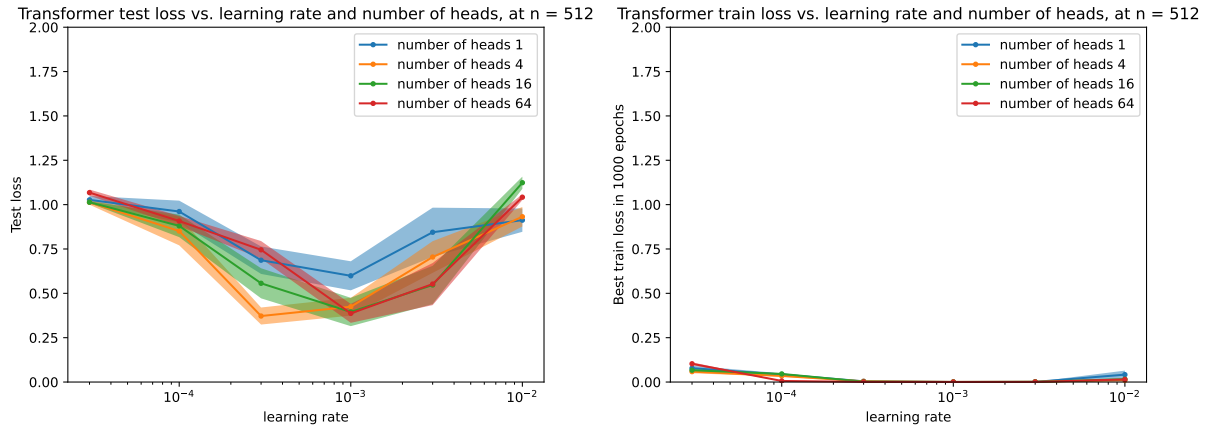 Transformer test loss vs. learning rate and number of heads, at n = 512
2.00
1.75
1.50
1.25
1.00
0.75
0.50
0.25
0.00
Test loss
number of heads 1
number of heads 4
number of heads 16
number of heads 64
10⁻⁴
10⁻³
10⁻²
learning rate
Transformer train loss vs. learning rate and number of heads, at n = 512
2.00
1.75
1.50
1.25
1.00
0.75
0.50
0.25
0.00
Best train loss in 1000 epochs
number of heads 1
number of heads 4
number of heads 16
number of heads 64
10⁻⁴
10⁻³
10⁻²
learning rate